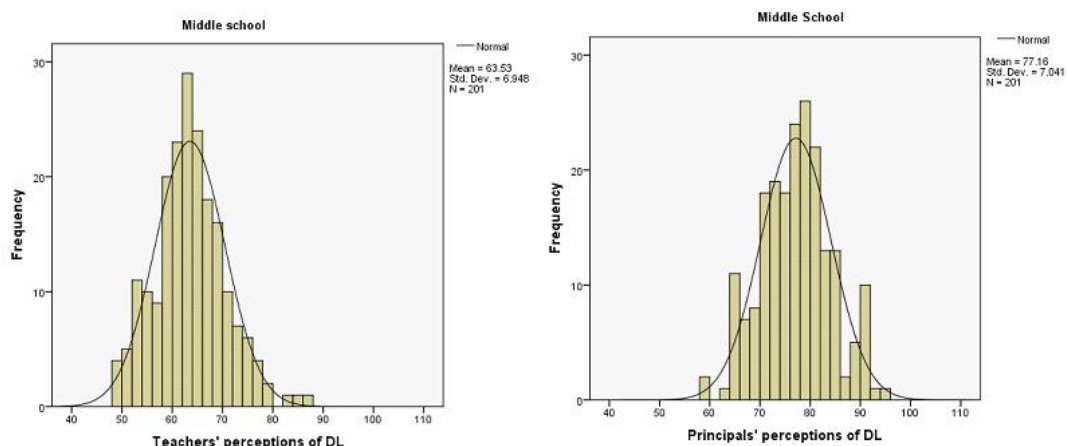 Middle school
Normal
Mean = 63.53
Std. Dev. = 6.948
N = 201
Frequency
30
20
10
0
40 50 60 70 80 90 100 110
Teachers' perceptions of DL
Middle School
Normal
Mean = 77.16
Std. Dev. = 7.041
N = 201
Frequency
30
20
10
0
40 50 60 70 80 90 100 110
Principals' perceptions of DL